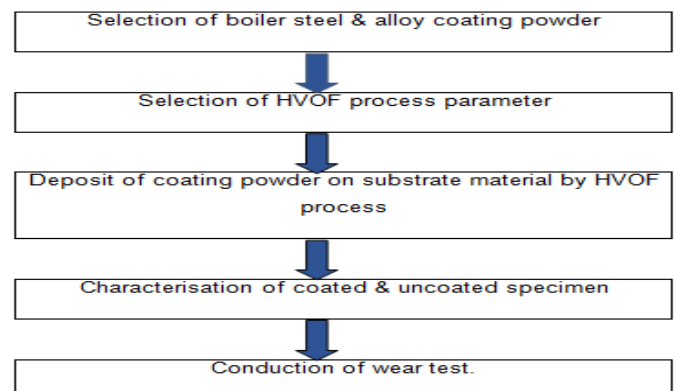 Selection of boiler steel & alloy coating powder
Selection of HVOF process parameter
Deposit of coating powder on substrate material by HVOF
process
Characterisation of coated & uncoated specimen
Conduction of wear test.